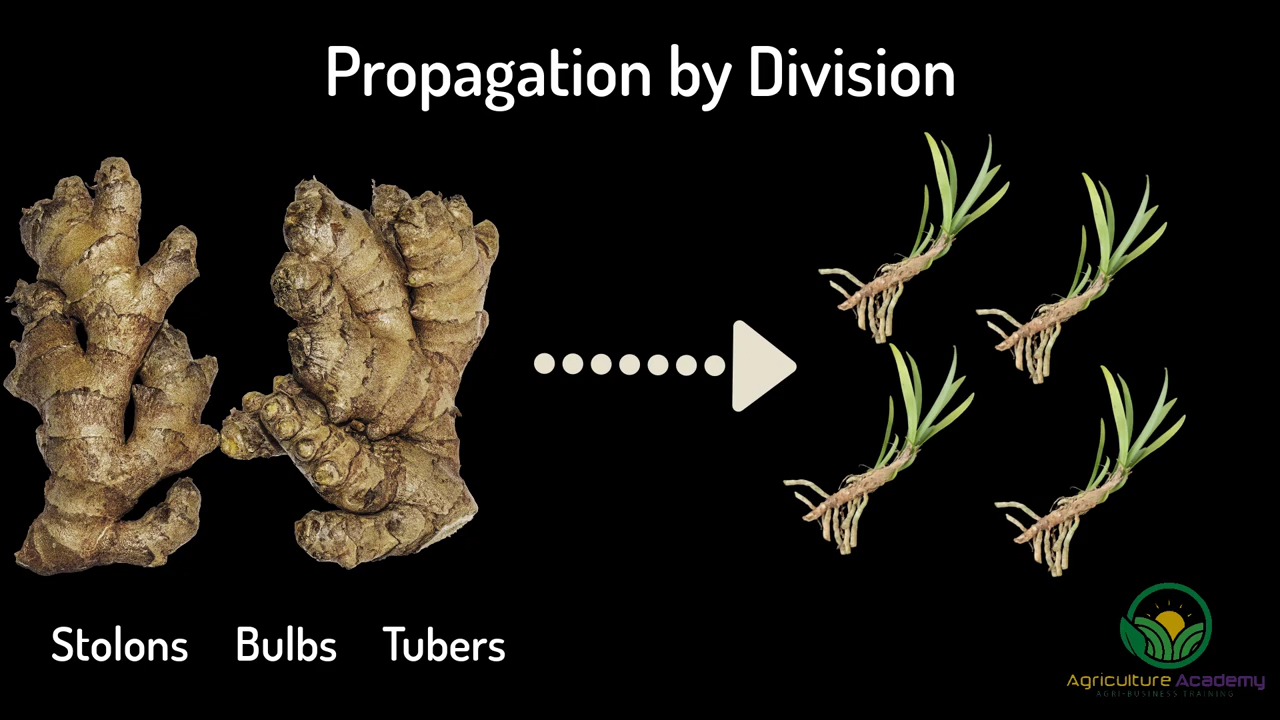 Propagation by Division
Stolons Bulbs Tubers
Agriculture Academy
AGRI-BUSINESS TRAINING